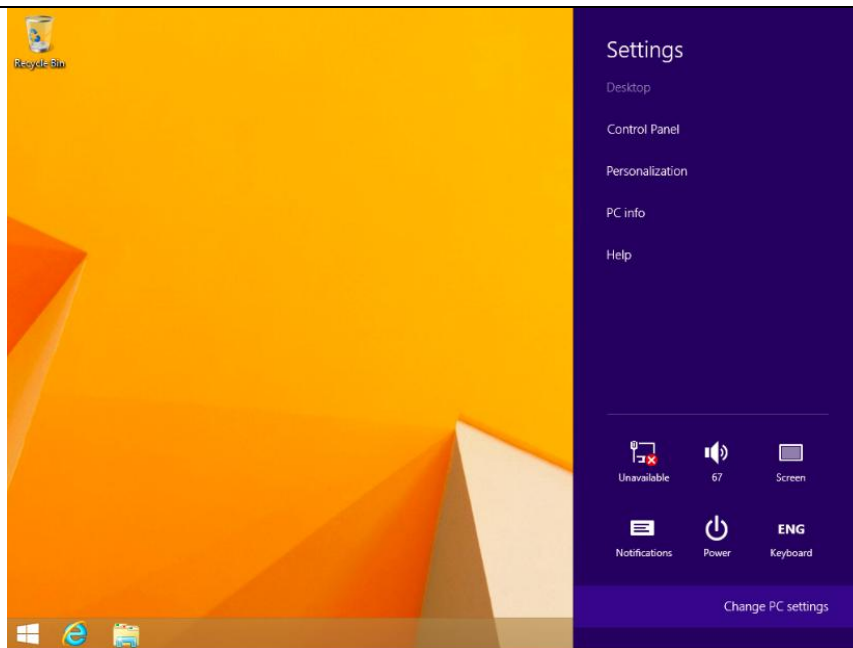 Recycle Bin
Settings
Desktop
Control Panel
Personalization
PC info
Help
Unavailable 67 Screen
ENG
Notifications Power Keyboard
Change PC settings